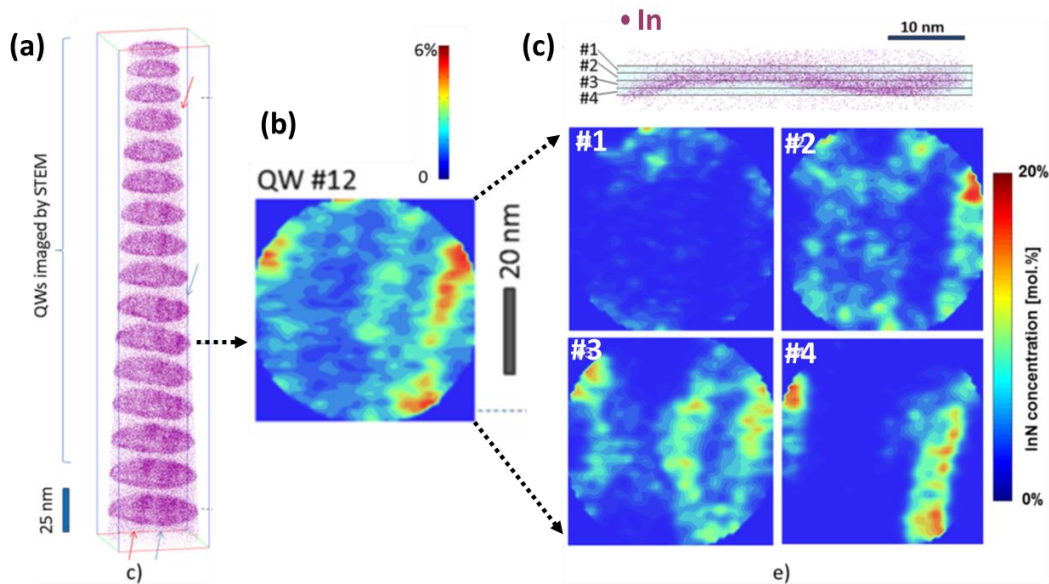 (a)
QWs imaged by STEM
25 nm
c)
(b)
6%
0
QW #12
20 nm
(c)
• In
10 nm
#1
#2
#3
#4
#1
#2
#3
#4
20%
InN concentration [mol.%]
0%
e)